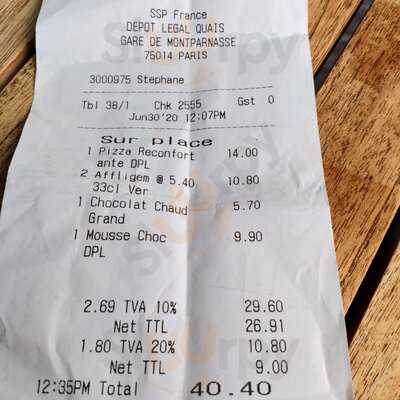 SSP France
DEPOT LEGAL QUAIS
GARE DE MONTPARNASSE
75014 PARIS
3000975 Stephane
Tbl 38/1 Chk 2555 Gst 0
Jun30'20 12:07PM
Sur place
1 Pizza Reconfort 14.00
ante DPL
2 Affligem @ 5.40 10.80
33cl Ver
1 Chocolat Chaud 5.70
Grand
1 Mousse Choc 9.90
DPL
2.69 TVA 10% 29.60
Net TTL 26.91
1.80 TVA 20% 10.80
Net TTL 9.00
12:35PM Total 40.40